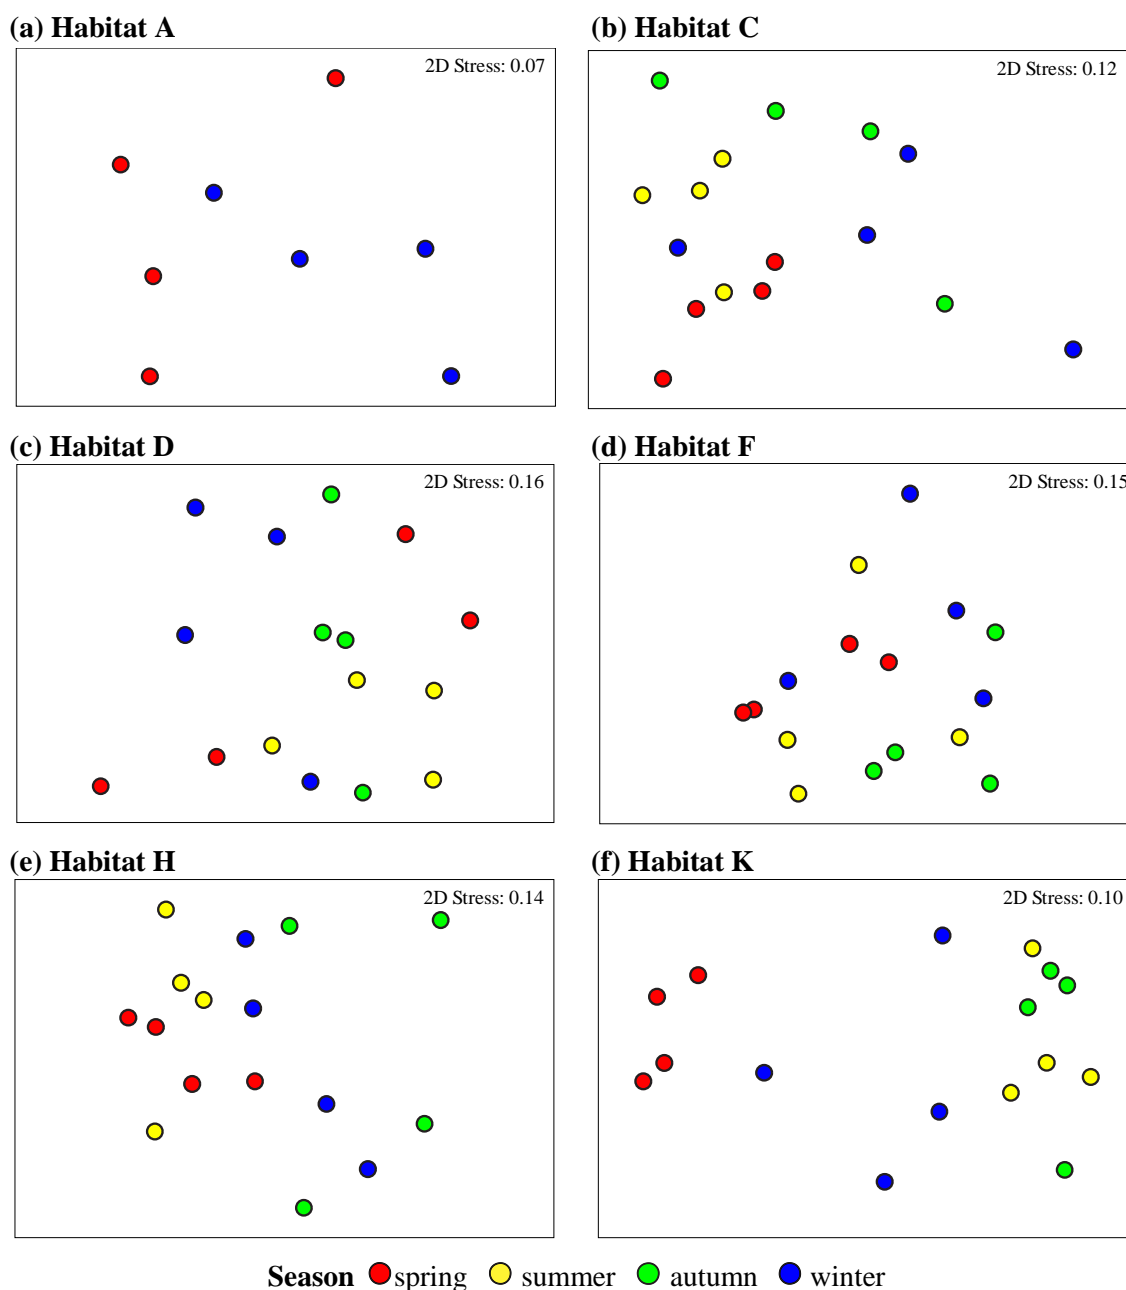 (a) Habitat A
2D Stress: 0.07
(b) Habitat C
2D Stress: 0.12
(c) Habitat D
2D Stress: 0.16
(d) Habitat F
2D Stress: 0.15
(e) Habitat H
2D Stress: 0.14
(f) Habitat K
2D Stress: 0.10
Season spring summer autumn winter